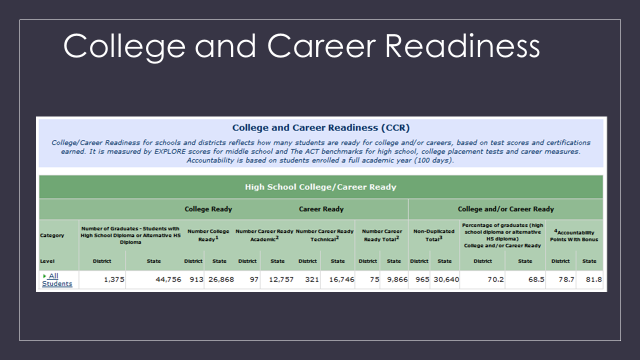 College and Career Readiness
College and Career Readiness (CCR)
College/Career Readiness for schools and districts reflects how many students are ready for college and/or careers, based on test scores and certifications
earned. It is measured by EXPLORE scores for middle school and The ACT benchmarks for high school, college placement tests and career measures.
Accountability is based on students enrolled a full academic year (100 days).
High School College/Career Ready
College Ready Career Ready College and/or Career Ready
Category Number of Graduates - Students with High School Diploma or Alternative HS Diploma Number College Ready1 Number Career Ready Academic2 Number Career Ready Technical2 Number Career Ready Total2 Non-Duplicated Total3 Percentage of graduates (high school diploma or alternative HS diploma) College and/or Career Ready 4Accountability Points With Bonus
Level District State District State District State District State District State District State District State District State
All Students 1,375 44,756 913 26,868 97 12,757 321 16,746 75 9,866 965 30,640 70.2 68.5 78.7 81.8